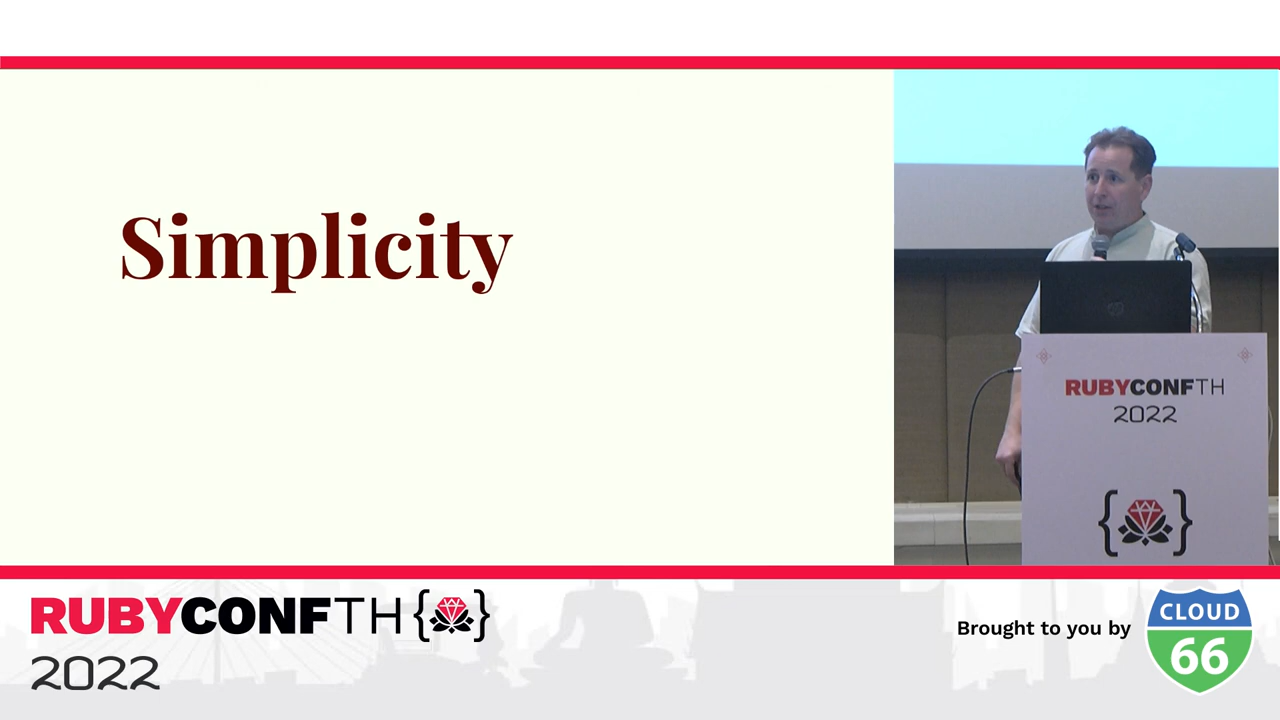 Simplicity
RUBYCONFTH
2022
RUBYCONFTH
2022
Brought to you by
CLOUD
66